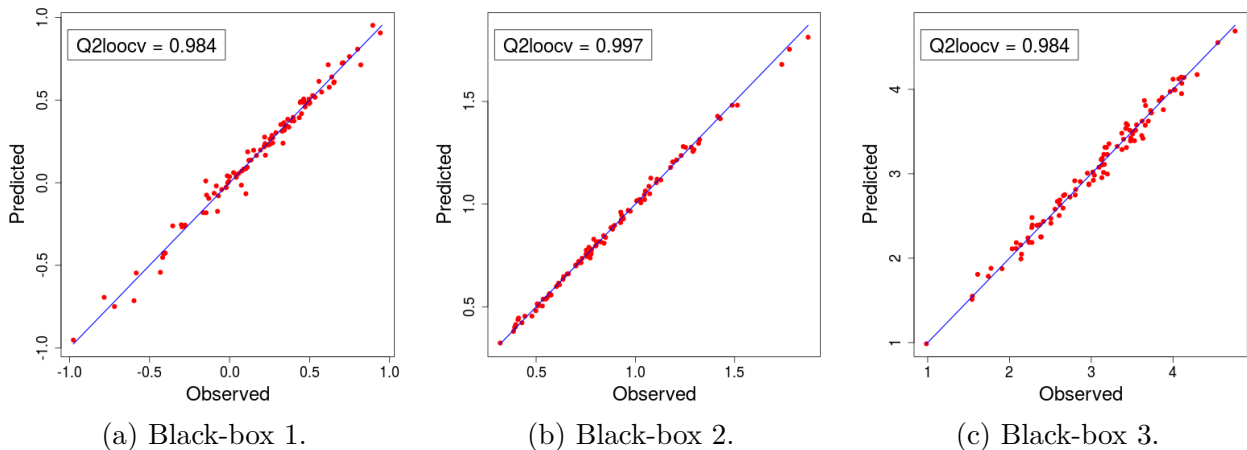 Q2loocv = 0.984
Predicted
1.0
0.5
0.0
-0.5
-1.0
-1.0 -0.5 0.0 0.5 1.0
Observed
(a) Black-box 1.
Q2loocv = 0.997
Predicted
1.5
1.0
0.5
0.5 1.0 1.5
Observed
(b) Black-box 2.
Q2loocv = 0.984
Predicted
4
3
2
1
1 2 3 4
Observed
(c) Black-box 3.